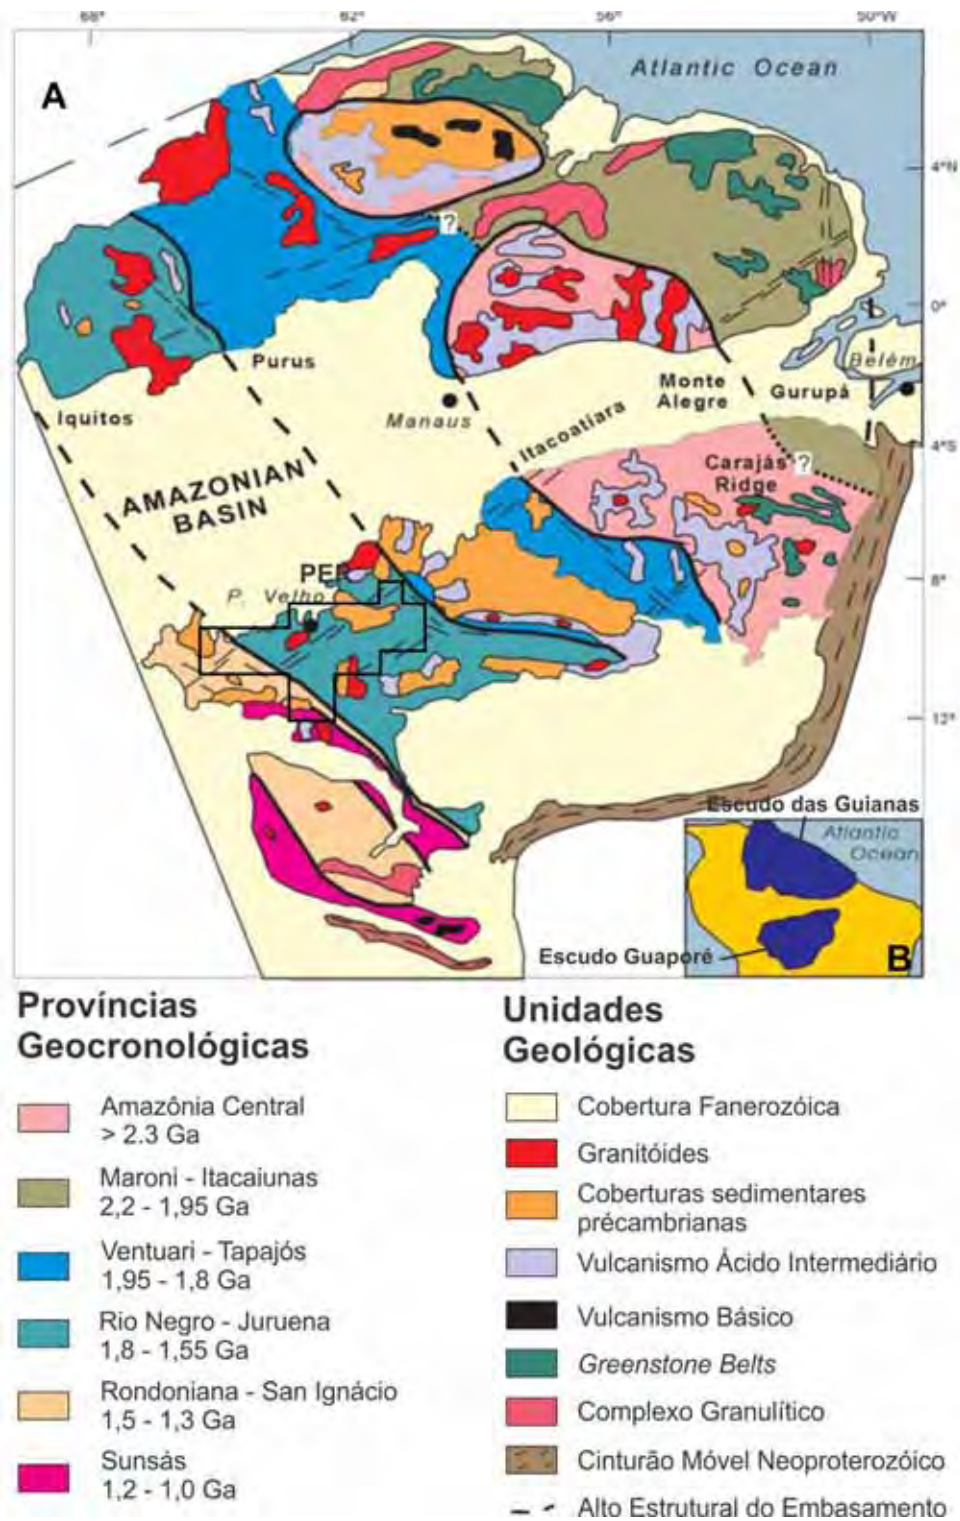 68°
62°
56°
50°W
A
Atlantic Ocean
4°N
?
0°
Purus
Belém
Monte
Alegre
Gurupá
Iquitos
Manaus
Itacoatiara
4°S
AMAZONIAN
BASIN
Carajás
Ridge
?
8°
P. Velho
12°
Escudo das Guianas
Atlantic
Ocean
Escudo Guaporé
B
Províncias
Geocronológicas
Amazônia Central
> 2.3 Ga
Maroni - Itacaiunas
2,2 - 1,95 Ga
Ventuari - Tapajós
1,95 - 1.8 Ga
Rio Negro - Juruena
1,8 - 1,55 Ga
Rondoniana - San Ignácio
1,5 - 1,3 Ga
Sunsás
1,2 - 1,0 Ga
Unidades
Geológicas
Cobertura Fanerozóica
Granitóides
Coberturas sedimentares
précambrianas
Vulcanismo Ácido Intermediário
Vulcanismo Básico
Greenstone Belts
Complexo Granulítico
Cinturão Móvel Neoproterozóico
Alto Estrutural do Embasamento